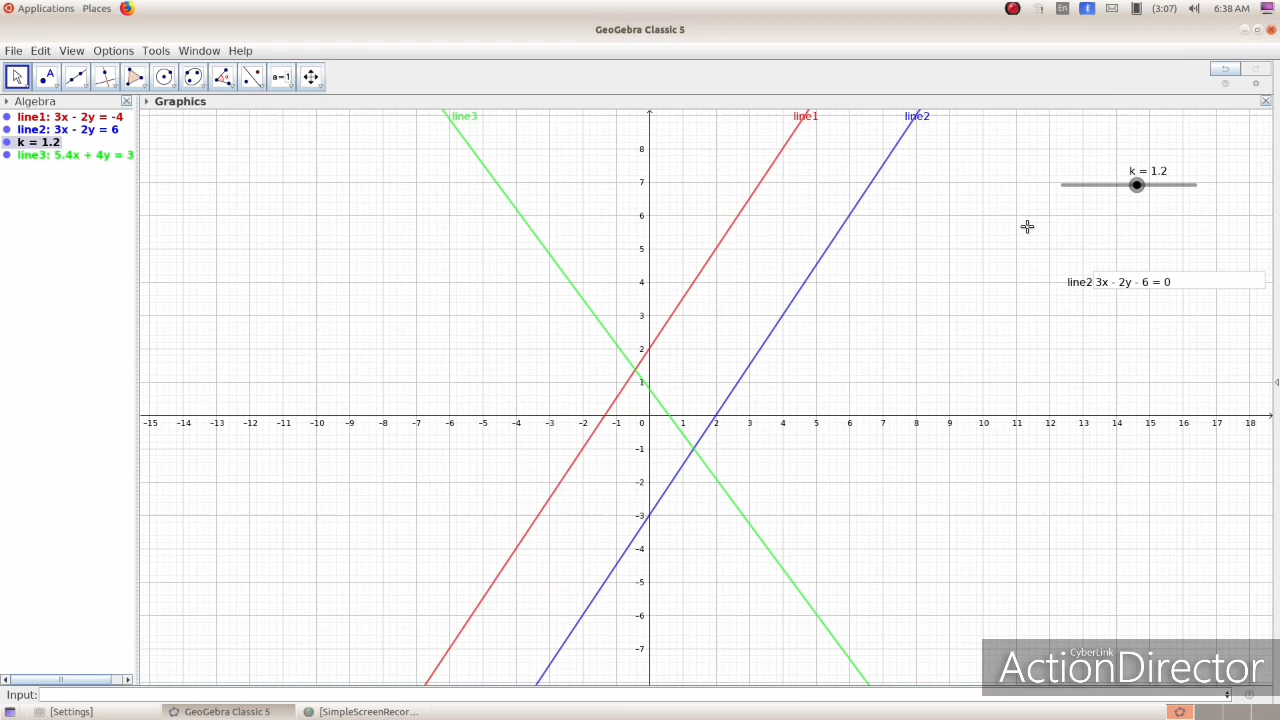 Applications Places En (3:07) 6:38 AM
GeoGebra Classic 5
File Edit View Options Tools Window Help
A a=1
Algebra Graphics
line1: 3x - 2y = -4
line2: 3x - 2y = 6
k = 1.2
line3: 5.4x + 4y = 3
line3 line1 line2
k = 1.2
line2 3x - 2y - 6 = 0
8
7
6
5
4
3
2
1
-15 -14 -13 -12 -11 -10 -9 -8 -7 -6 -5 -4 -3 -2 -1 0 1 2 3 4 5 6 7 8 9 10 11 12 13 14 15 16 17 18
-1
-2
-3
-4
-5
-6
-7
CyberLink
ActionDirector
Input:
[Settings] GeoGebra Classic 5 [SimpleScreenRecor...